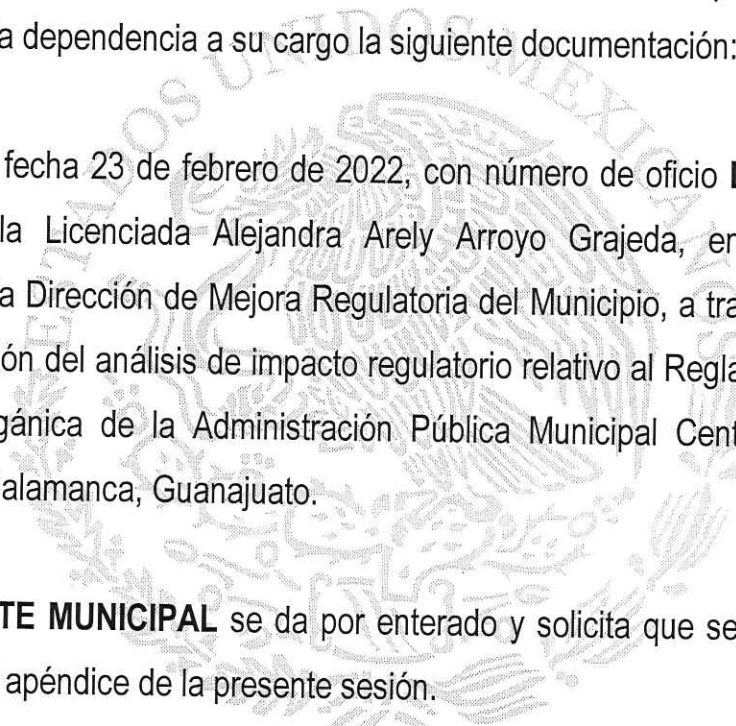 a dependencia a su cargo la siguiente documentación:
fecha 23 de febrero de 2022, con número de oficio
la Licenciada Alejandra Arely Arroyo Grajeda, en
a Dirección de Mejora Regulatoria del Municipio, a tra
ón del análisis de impacto regulatorio relativo al Regla
gánica de la Administración Pública Municipal Cent
alamanca, Guanajuato.
TE MUNICIPAL se da por enterado y solicita que se
apéndice de la presente sesión.
ESTADOS UNIDOS MEXICANOS